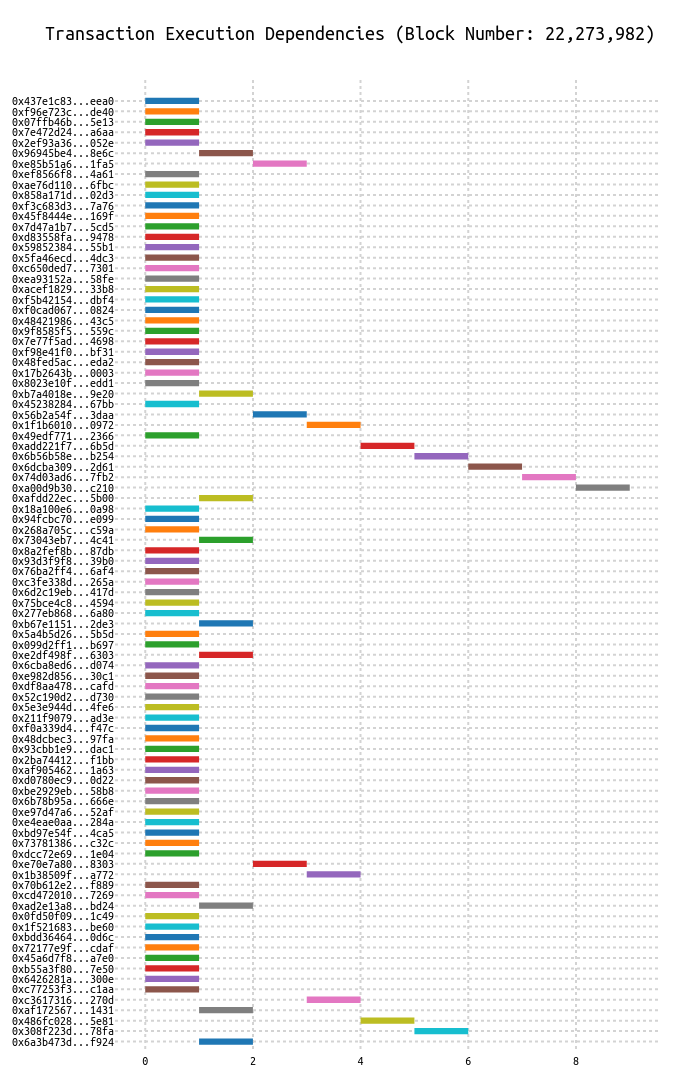 Transaction Execution Dependencies (Block Number: 22,273,982)
0x437e1c83...eea0
0xf96e723c...de40
0x07ffb46b...5e13
0x7e472d24...a6aa
0x2ef93a36...052e
0x96945be4...8e6c
0xe85b51a6...1fa5
0xef8566f8...4a61
0xae76d110...6fbc
0x858a171d...02d3
0xf3c683d3...7a76
0x45f8444e...169f
0x7d47a1b7...5cd5
0xd83558fa...9478
0x59852384...55b1
0x5fa46ecd...4dc3
0xc650ded7...7301
0xea93152a...58fe
0xacef1829...33b8
0xf5b42154...dbf4
0xf0cad067...0824
0x48421986...43c5
0x9f8585f5...559c
0x7e77f5ad...4698
0xf98e41f0...bf31
0x48fed5ac...eda2
0x17b2643b...0003
0x8023e10f...edd1
0xb7a4018e...9e20
0x45238284...67bb
0x56b2a54f...3daa
0x1f1b6010...0972
0x49edf771...2366
0xadd221f7...6b5d
0x6b56b58e...b254
0x6dcba309...2d61
0x74d03ad6...7fb2
0xa00d9b30...c210
0xafdd22ec...5b00
0x18a100e6...0a98
0x94fcbc70...e099
0x268a705c...c59a
0x73043eb7...4c41
0x8a2fef8b...87db
0x93d3f9f8...39b0
0x76ba2ff4...6af4
0xc3fe338d...265a
0x6d2c19eb...417d
0x75bce4c8...4594
0x277eb868...6a80
0xb67e1151...2de3
0x5a4b5d26...5b5d
0x099d2ff1...b697
0xe2df498f...6303
0x6cba8ed6...d074
0xe982d856...30c1
0xdf8aa478...cafd
0x52c190d2...d730
0x5e3e944d...4fe6
0x211f9079...ad3e
0xf0a339d4...f47c
0x48dcbec3...97fa
0x93cbb1e9...dac1
0x2ba74412...f1bb
0xaf905462...1a63
0xd0780ec9...0d22
0xbe2929eb...58b8
0x6b78b95a...666e
0xe97d47a6...52af
0xe4eae0aa...284a
0xbd97e54f...4ca5
0x73781386...c32c
0xdcc72e69...1e04
0xe70e7a80...8303
0x1b38509f...a772
0x70b612e2...f889
0xcd472010...7269
0xad2e13a8...bd24
0x0fd50f09...1c49
0x1f521683...be60
0xbdd36464...0d6c
0x72177e9f...cdaf
0x45a6d7f8...a7e0
0xb55a3f80...7e50
0x6426281a...300e
0xc77253f3...c1aa
0xc3617316...270d
0xaf172567...1431
0x486fc028...5e81
0x308f223d...78fa
0x6a3b473d...f924
0 2 4 6 8